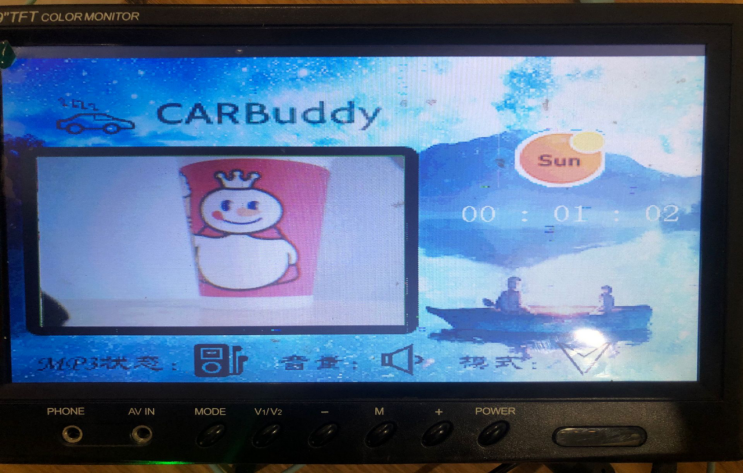 9"TFT COLOR MONITOR
CARBuddy
Sun
00 : 01 : 02
MP3状态： 音量： 模式：
PHONE AV IN MODE V1/V2 − M + POWER